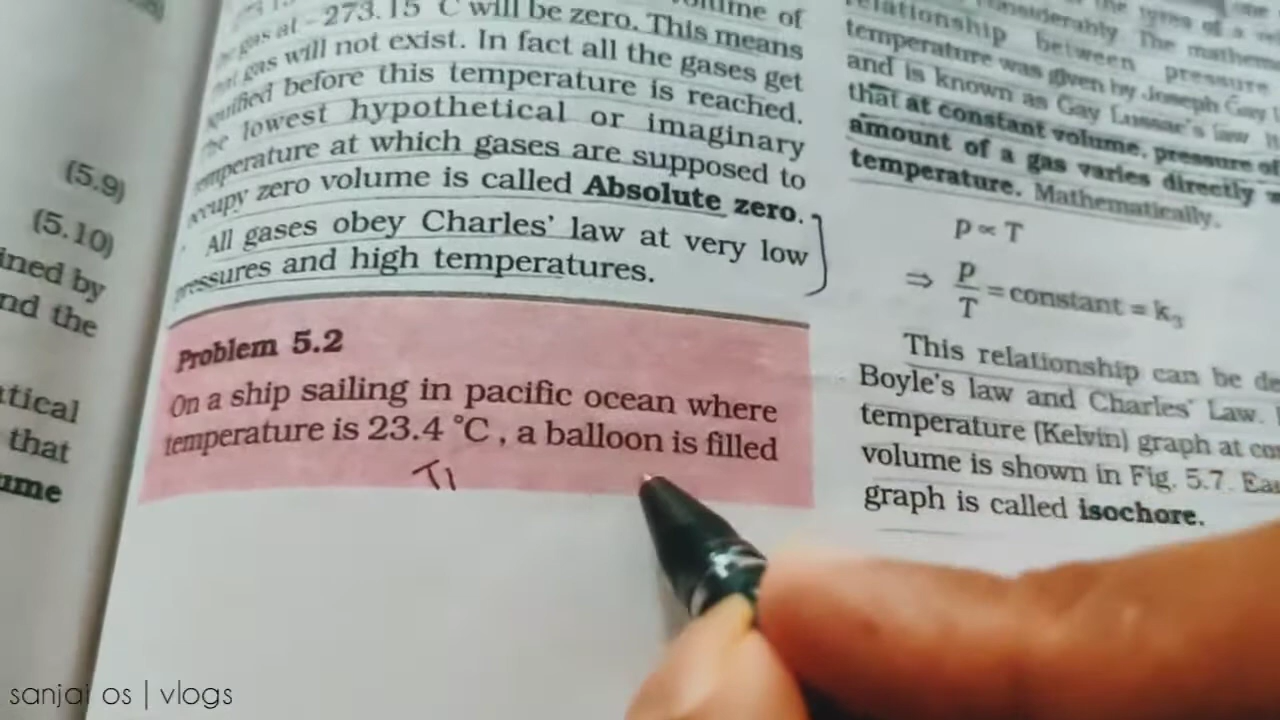 (5.9)
(5.10)
ined by
nd the
tical
that
ume
gas at – 273.15 °C will be zero. This means
gas will not exist. In fact all the gases get
before this temperature is reached.
lowest hypothetical or imaginary
at which gases are supposed to
zero volume is called Absolute zero.
All gases obey Charles' law at very low
pressures and high temperatures.
Problem 5.2
On a ship sailing in pacific ocean where
temperature is 23.4 °C , a balloon is filled
T1
considerably. The
relationship between pressure
temperature was given by Joseph Gay
and is known as Gay Lussac's law. It
that at constant volume, pressure of
amount of a gas varies directly
temperature. Mathematically,
p ∝ T
⇒ p/T = constant = k₃
This relationship can be de
Boyle's law and Charles' Law.
temperature (Kelvin) graph at con
volume is shown in Fig. 5.7. Ea
graph is called isochore.
sanjai os | vlogs